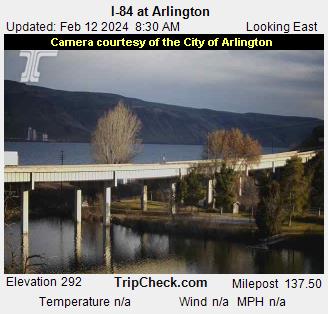 I-84 at Arlington
Updated: Feb 12 2024 8:30 AM Looking East
Camera courtesy of the City of Arlington
Elevation 292 TripCheck.com Milepost 137.50
Temperature n/a Wind n/a MPH n/a